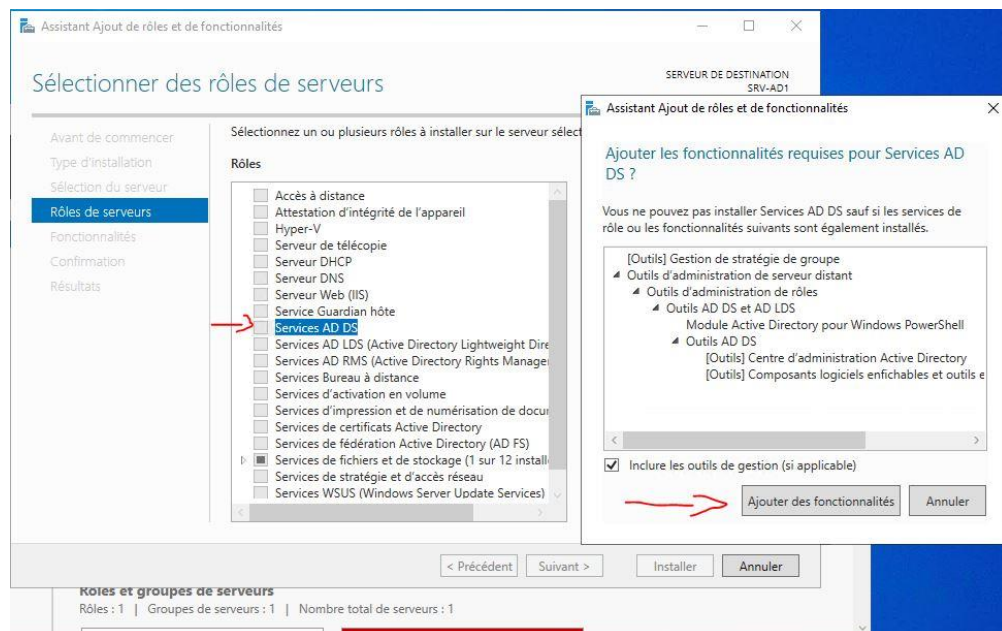 Assistant Ajout de rôles et de fonctionnalités
Sélectionner des rôles de serveurs
SERVEUR DE DESTINATION
SRV-AD1
Avant de commencer
Type d'installation
Sélection du serveur
Rôles de serveurs
Fonctionnalités
Confirmation
Résultats
Sélectionnez un ou plusieurs rôles à installer sur le serveur sélect
Rôles
Accès à distance
Attestation d'intégrité de l'appareil
Hyper-V
Serveur de télécopie
Serveur DHCP
Serveur DNS
Serveur Web (IIS)
Service Guardian hôte
Services AD DS
Services AD LDS (Active Directory Lightweight Dire
Services AD RMS (Active Directory Rights Manage
Services Bureau à distance
Services d'activation en volume
Services d'impression et de numérisation de docu
Services de certificats Active Directory
Services de fédération Active Directory (AD FS)
Services de fichiers et de stockage (1 sur 12 install
Services de stratégie et d'accès réseau
Services WSUS (Windows Server Update Services)
< Précédent
Suivant >
Installer
Annuler
Assistant Ajout de rôles et de fonctionnalités
Ajouter les fonctionnalités requises pour Services AD
DS ?
Vous ne pouvez pas installer Services AD DS sauf si les services de
rôle ou les fonctionnalités suivants sont également installés.
[Outils] Gestion de stratégie de groupe
Outils d'administration de serveur distant
Outils d'administration de rôles
Outils AD DS et AD LDS
Module Active Directory pour Windows PowerShell
Outils AD DS
[Outils] Centre d'administration Active Directory
[Outils] Composants logiciels enfichables et outils e
Inclure les outils de gestion (si applicable)
Ajouter des fonctionnalités
Annuler
Rôles et groupes de serveurs
Rôles : 1 | Groupes de serveurs : 1 | Nombre total de serveurs : 1